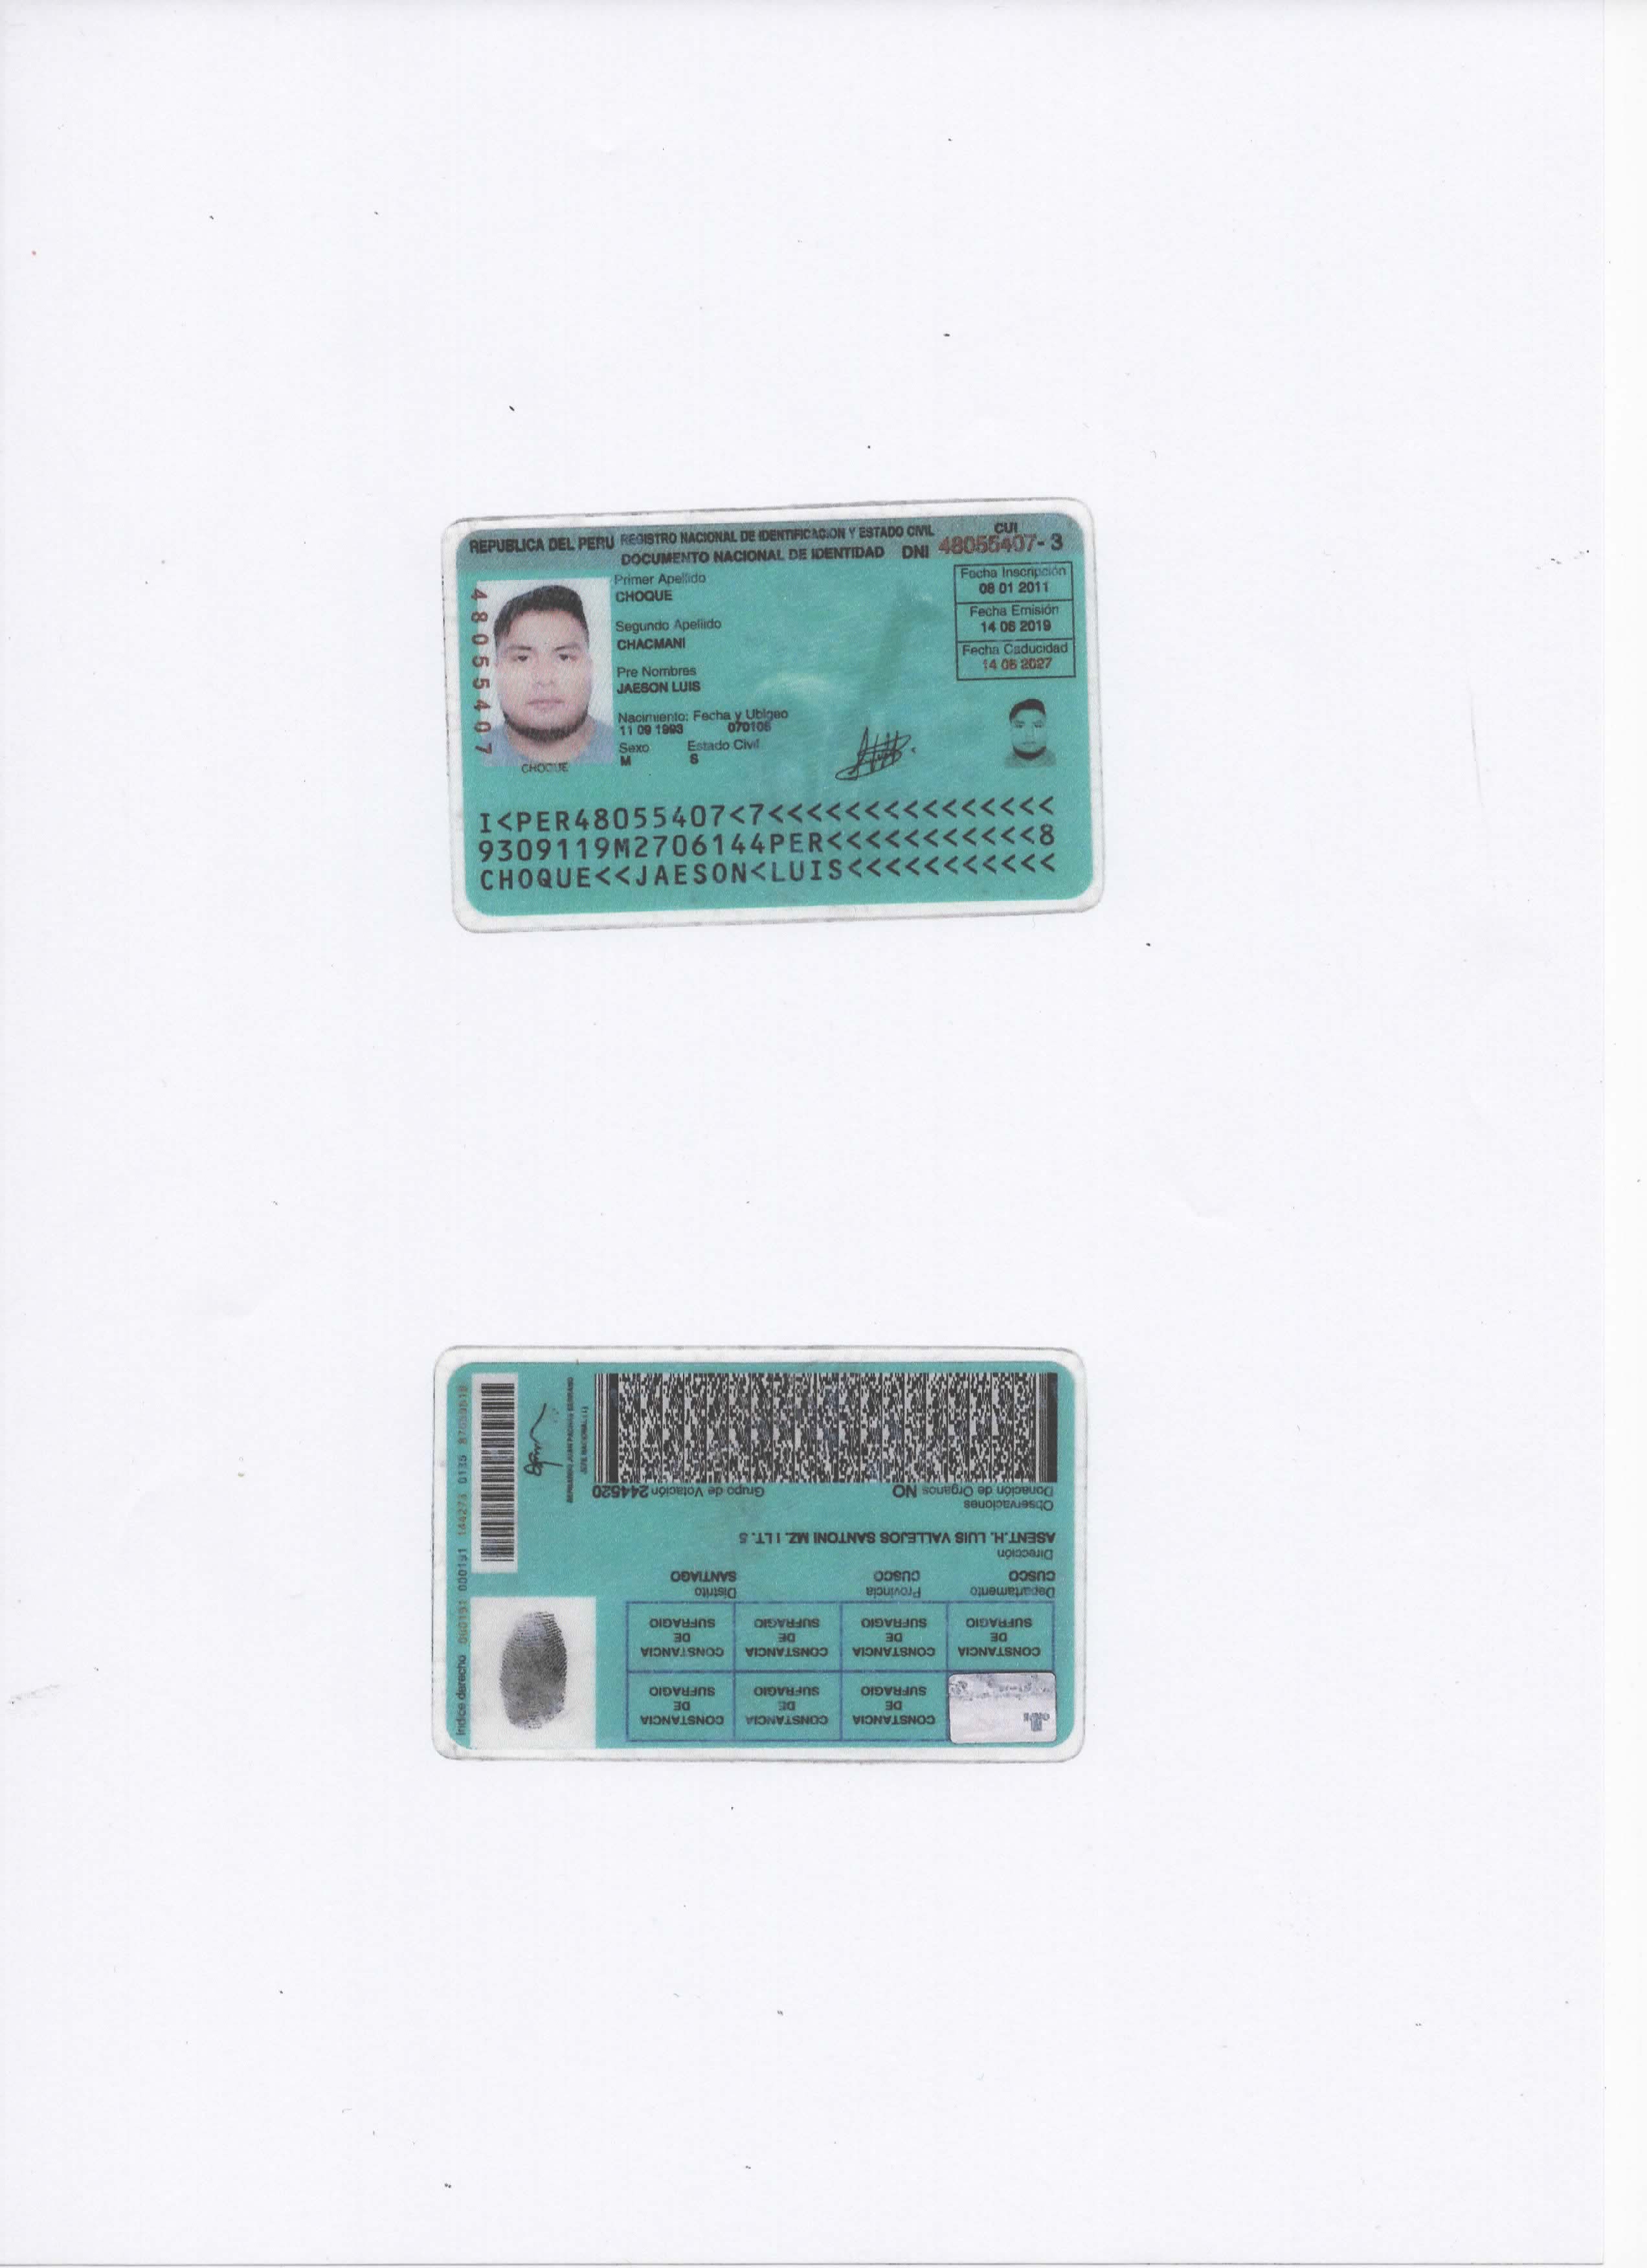 REPUBLICA DEL PERU REGISTRO NACIONAL DE IDENTIFICACION Y ESTADO CIVIL
DOCUMENTO NACIONAL DE IDENTIDAD DNI
CUI
48055407-3
48055407
CHOQUE
Primer Apellido
CHOQUE
Segundo Apellido
CHACMANI
Pre Nombres
JAESON LUIS
Nacimiento: Fecha y Ubigeo
11 09 1993 070106
Sexo Estado Civil
M S
Fecha Inscripción
08 01 2011
Fecha Emisión
14 06 2019
Fecha Caducidad
14 06 2027
I<PER48055407<7<<<<<<<<<<<<<<<
9309119M2706144PER<<<<<<<<<<<8
CHOQUE<<JAESON<LUIS<<<<<<<<<<<
CONSTANCIA DE SUFRAGIO
CONSTANCIA DE SUFRAGIO
CONSTANCIA DE SUFRAGIO
CONSTANCIA DE SUFRAGIO
CONSTANCIA DE SUFRAGIO
CONSTANCIA DE SUFRAGIO
CONSTANCIA DE SUFRAGIO
Departamento Provincia Distrito
CUSCO CUSCO SANTIAGO
Dirección
ASENT.H. LUIS VALLEJOS SANTONI MZ. I LT. 5
Observaciones
Donación de Organos NO Grupo de Votación 244520
Indice derecho